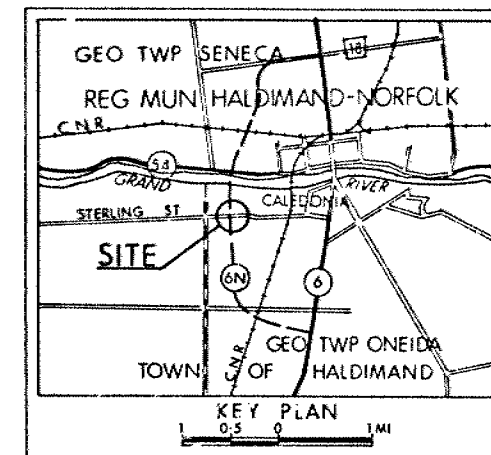 GEO TWP SENECA
18
REG MUN HALDIMAND-NORFOLK
C.N.R.
54
GRAND RIVER
STERLING ST
CALEDONIA
SITE
6N
6
GEO TWP ONEIDA
C.N.R.
TOWN OF HALDIMAND
KEY PLAN
1 0·5 0 1 MI